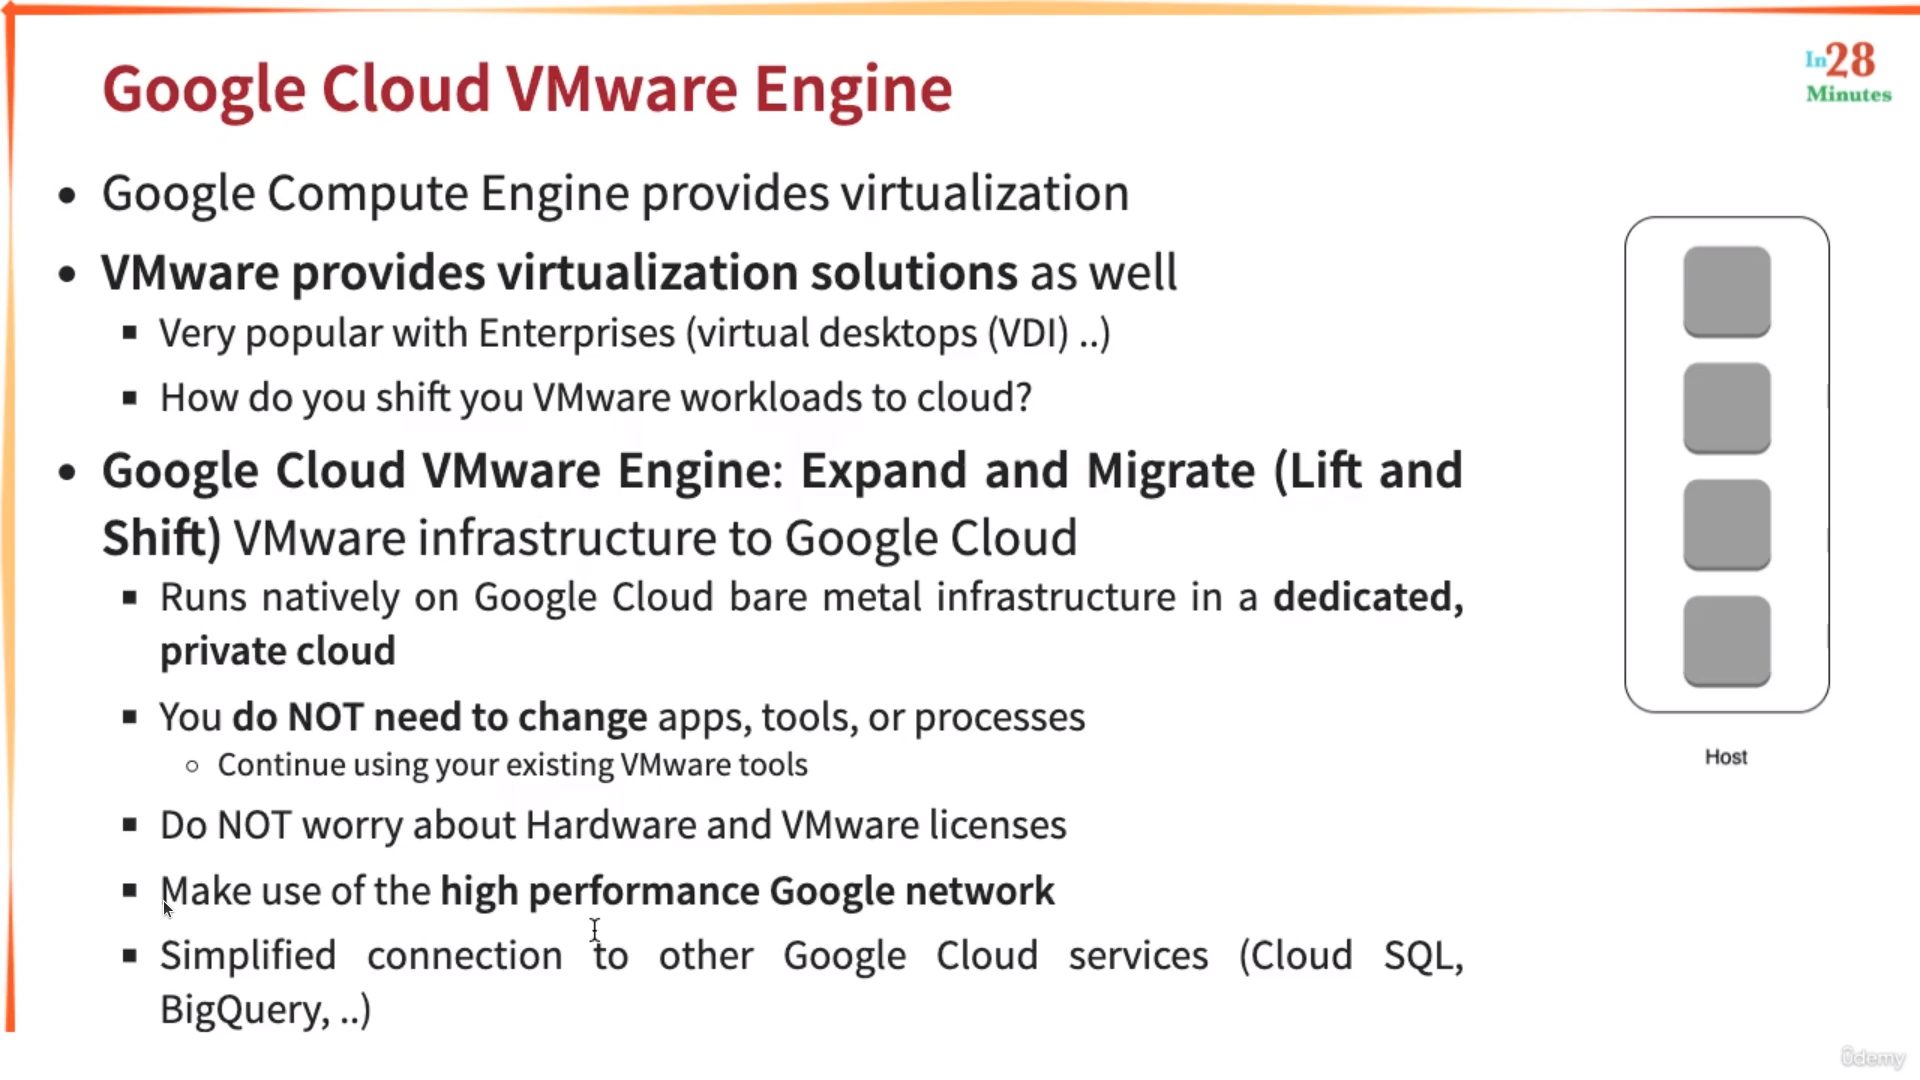 Google Cloud VMware Engine
In28
Minutes
• Google Compute Engine provides virtualization
• VMware provides virtualization solutions as well
▪ Very popular with Enterprises (virtual desktops (VDI) ..)
▪ How do you shift you VMware workloads to cloud?
• Google Cloud VMware Engine: Expand and Migrate (Lift and
Shift) VMware infrastructure to Google Cloud
▪ Runs natively on Google Cloud bare metal infrastructure in a dedicated,
private cloud
▪ You do NOT need to change apps, tools, or processes
○ Continue using your existing VMware tools
▪ Do NOT worry about Hardware and VMware licenses
▪ Make use of the high performance Google network
▪ Simplified connection to other Google Cloud services (Cloud SQL,
BigQuery, ..)
Host
ûdemy